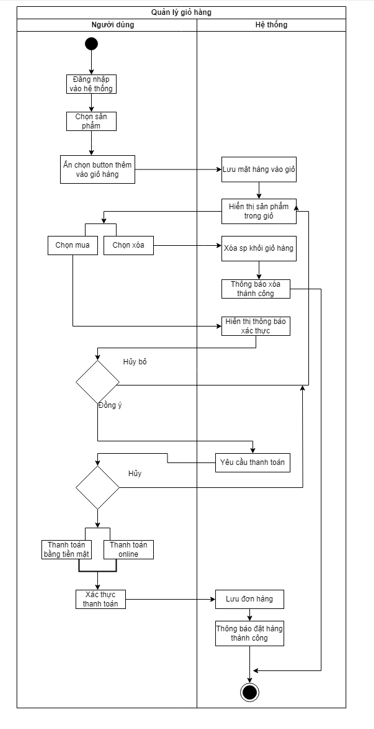 Quản lý giỏ hàng
Người dùng
Hệ thống
Đăng nhập
vào hệ thống
Chọn sản
phẩm
Ấn chọn button thêm
vào giỏ hàng
Lưu mặt hàng vào giỏ
Hiển thị sản phẩm
trong giỏ
Chọn mua
Chọn xóa
Xóa sp khỏi giỏ hàng
Thông báo xóa
thành công
Hiển thị thông báo
xác thực
Hủy bỏ
Đồng ý
Yêu cầu thanh toán
Hủy
Thanh toán
bằng tiền mặt
Thanh toán
online
Xác thực
thanh toán
Lưu đơn hàng
Thông báo đặt hàng
thành công